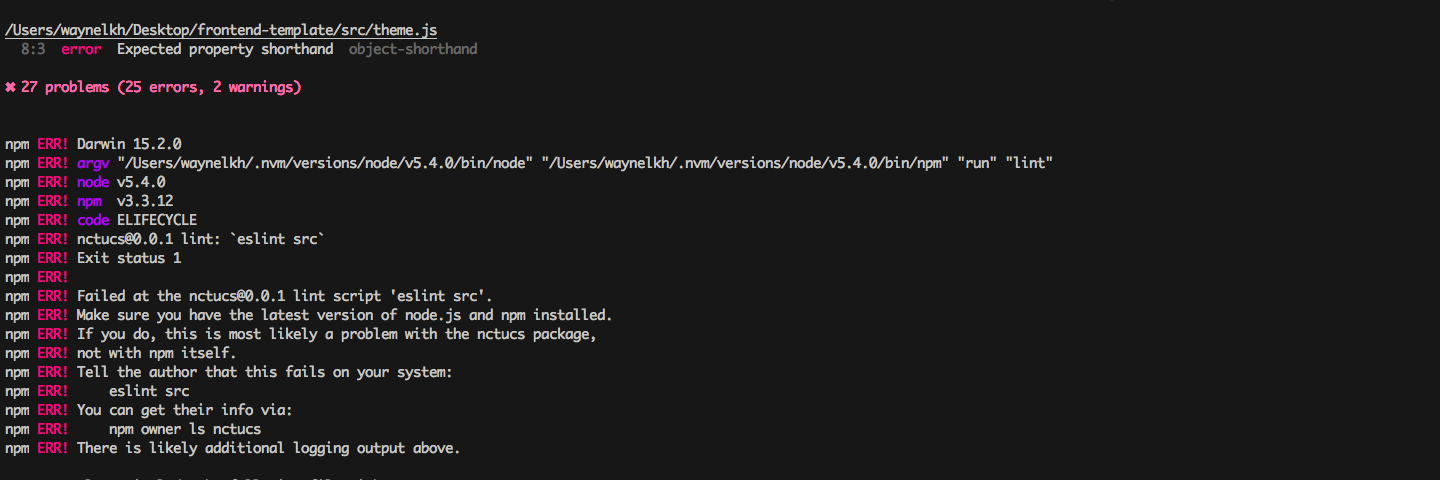 /Users/waynelkh/Desktop/frontend-template/src/theme.js
8:3 error Expected property shorthand object-shorthand
✖ 27 problems (25 errors, 2 warnings)
npm ERR! Darwin 15.2.0
npm ERR! argv "/Users/waynelkh/.nvm/versions/node/v5.4.0/bin/node" "/Users/waynelkh/.nvm/versions/node/v5.4.0/bin/npm" "run" "lint"
npm ERR! node v5.4.0
npm ERR! npm v3.3.12
npm ERR! code ELIFECYCLE
npm ERR! nctucs@0.0.1 lint: `eslint src`
npm ERR! Exit status 1
npm ERR!
npm ERR! Failed at the nctucs@0.0.1 lint script 'eslint src'.
npm ERR! Make sure you have the latest version of node.js and npm installed.
npm ERR! If you do, this is most likely a problem with the nctucs package,
npm ERR! not with npm itself.
npm ERR! Tell the author that this fails on your system:
npm ERR! eslint src
npm ERR! You can get their info via:
npm ERR! npm owner ls nctucs
npm ERR! There is likely additional logging output above.